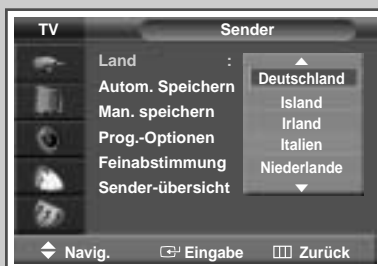 TV Sender
Land :
Autom. Speichern
Man. speichern
Prog.-Optionen
Feinabstimmung
Sender-übersicht
Deutschland
Island
Irland
Italien
Niederlande
Navig. Eingabe Zurück